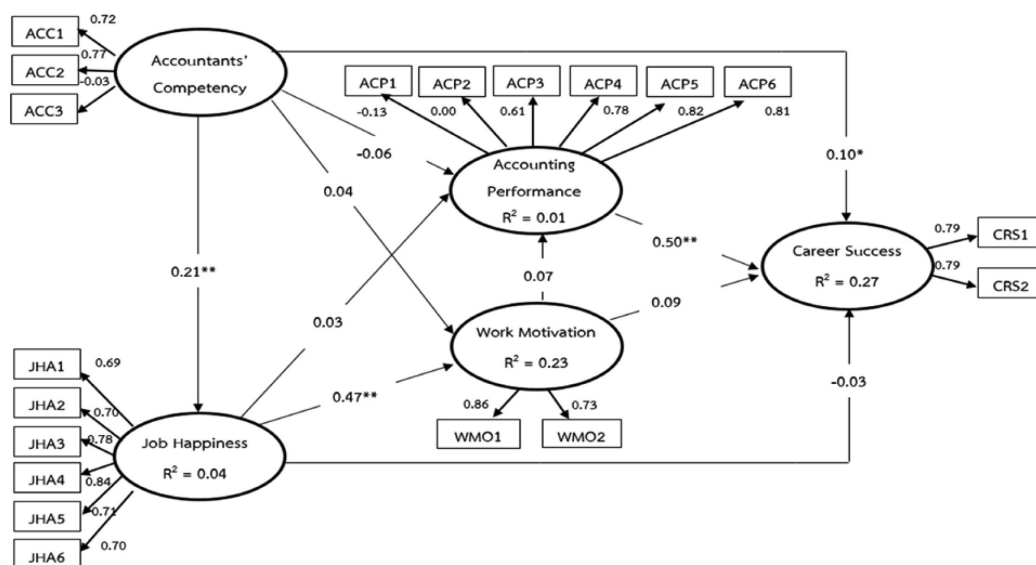 ACC1
0.72
ACC2
0.77
ACC3
-0.03
Accountants'
Competency
ACP1
ACP2
ACP3
ACP4
ACP5
ACP6
-0.13
0.00
0.61
0.78
0.82
0.81
-0.06
0.04
Accounting
Performance
R² = 0.01
0.10*
0.21**
0.50**
Career Success
R² = 0.27
0.79
CRS1
0.79
CRS2
0.07
0.03
0.09
Work Motivation
R² = 0.23
-0.03
0.47**
0.86
0.73
WMO1
WMO2
JHA1
0.69
JHA2
0.70
JHA3
0.78
JHA4
0.84
JHA5
0.71
JHA6
0.70
Job Happiness
R² = 0.04